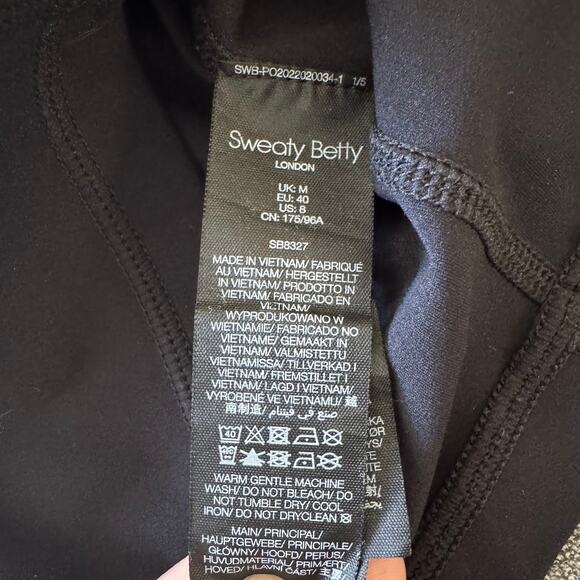 SWB-PO2022020034-1 1/5
Sweaty Betty
LONDON
UK: M
EU: 40
US: 8
CN: 175/96A
SB8327
MADE IN VIETNAM/ FABRIQUÉ
AU VIETNAM/ HERGESTELLT
IN VIETNAM/ PRODOTTO IN
VIETNAM/ FABRICADO EN
VIETNAM/
WYPRODUKOWANO W
WIETNAMIE/ FABRICADO NO
VIETNAME/ GEMAAKT IN
VIETNAM/ VALMISTETTU
VIETNAMISSA/ TILLVERKAD I
VIETNAM/ FREMSTILLET I
VIETNAM/ LAGD I VIETNAM/
VYROBENÉ VE VIETNAMU/ 越
南制造/ صنع في فيتنام
40
WARM GENTLE MACHINE
WASH/ DO NOT BLEACH/ DO
NOT TUMBLE DRY/ COOL
IRON/ DO NOT DRYCLEAN
MAIN/ PRINCIPAL/
HAUPTGEWEBE/ PRINCIPALE/
GŁÓWNY/ HOOFD/ PERUS/
HUVUDMATERIAL/ PRIMÆRT/
HOVED/ HLAVNÍ ČÁST/ 主